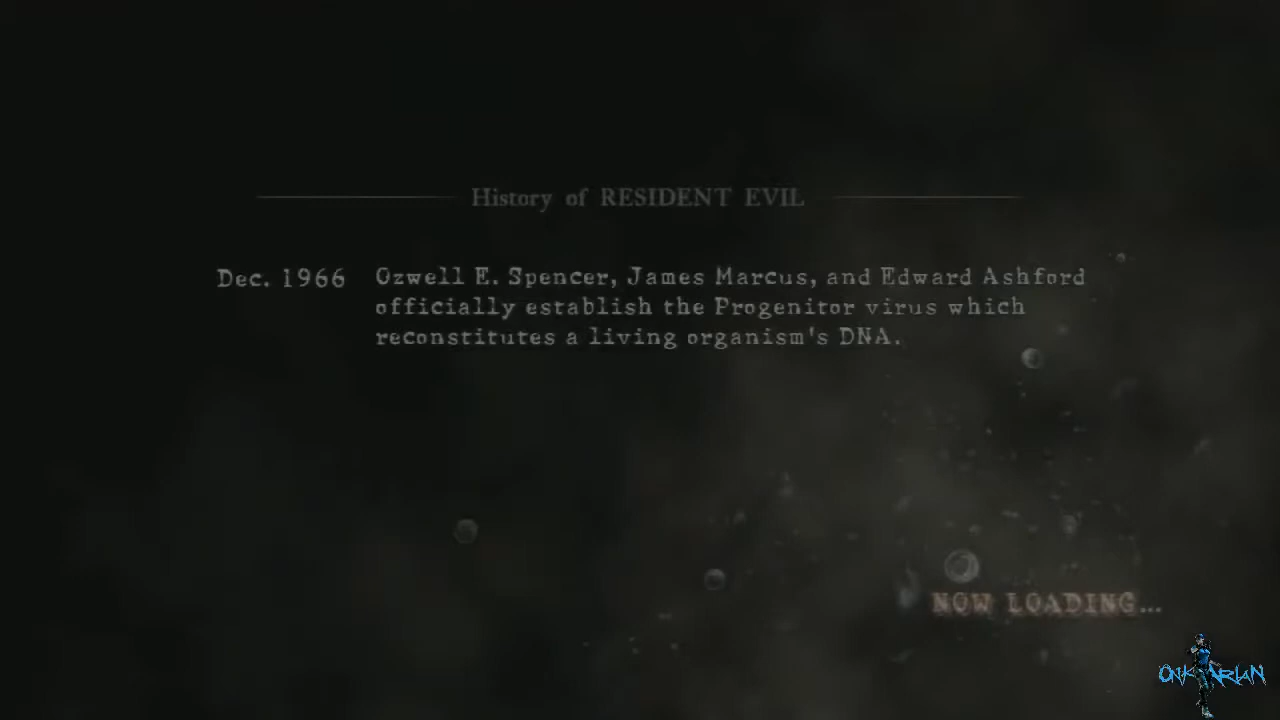 History of RESIDENT EVIL
Dec. 1966 Ozwell E. Spencer, James Marcus, and Edward Ashford
officially establish the Progenitor virus which
reconstitutes a living organism's DNA.
NOW LOADING...